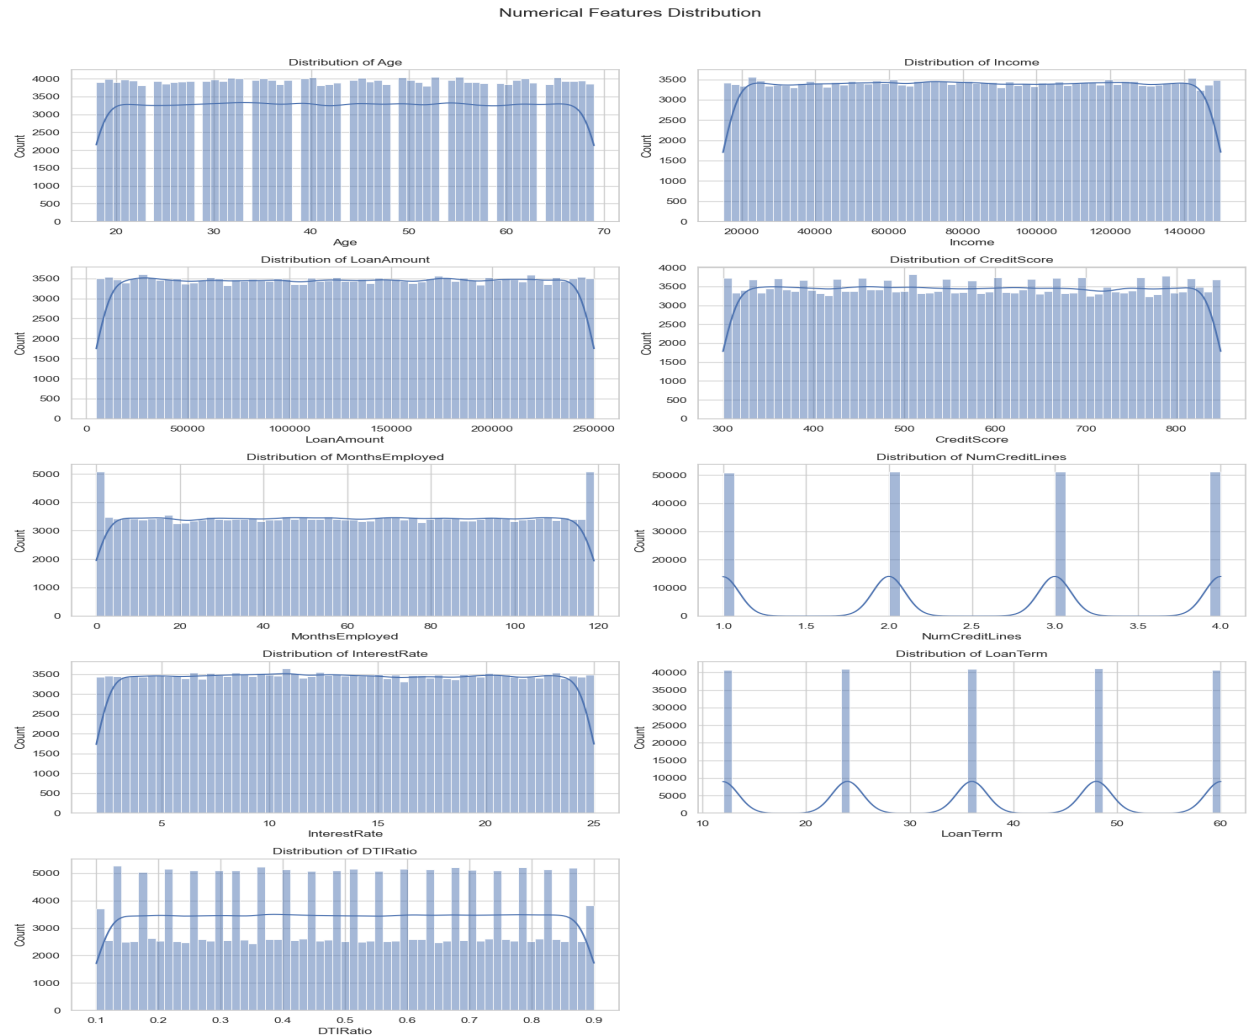 Numerical Features Distribution
Distribution of Age
Count
4000
3500
3000
2500
2000
1500
1000
500
0
20 30 40 50 60 70
Age
Distribution of Income
Count
3500
3000
2500
2000
1500
1000
500
0
20000 40000 60000 80000 100000 120000 140000
Income
Distribution of LoanAmount
Count
3500
3000
2500
2000
1500
1000
500
0
0 50000 100000 150000 200000 250000
LoanAmount
Distribution of CreditScore
Count
4000
3500
3000
2500
2000
1500
1000
500
0
300 400 500 600 700 800
CreditScore
Distribution of MonthsEmployed
Count
5000
4000
3000
2000
1000
0
0 20 40 60 80 100 120
MonthsEmployed
Distribution of NumCreditLines
Count
50000
40000
30000
20000
10000
0
1.0 1.5 2.0 2.5 3.0 3.5 4.0
NumCreditLines
Distribution of InterestRate
Count
3500
3000
2500
2000
1500
1000
500
0
5 10 15 20 25
InterestRate
Distribution of LoanTerm
Count
40000
35000
30000
25000
20000
15000
10000
5000
0
10 20 30 40 50 60
LoanTerm
Distribution of DTIRatio
Count
5000
4000
3000
2000
1000
0
0.1 0.2 0.3 0.4 0.5 0.6 0.7 0.8 0.9
DTIRatio